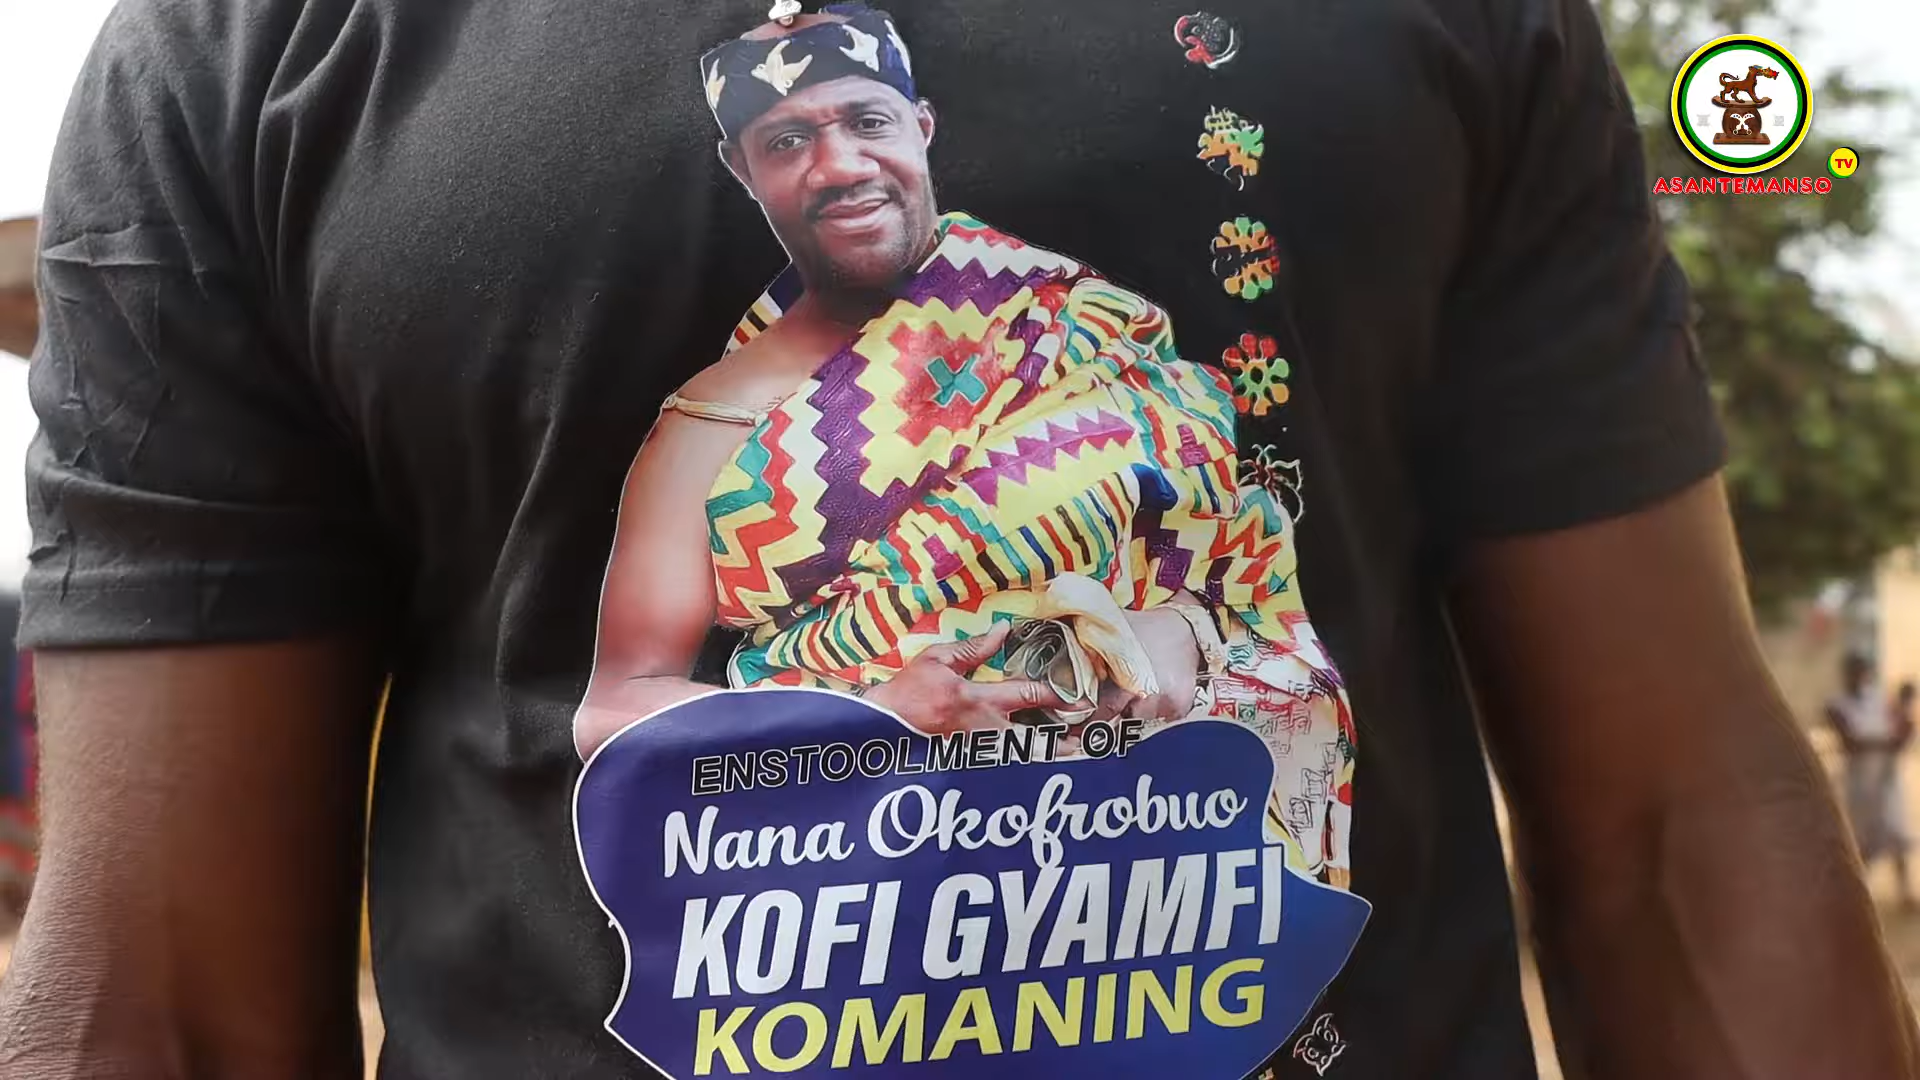 TV
ASANTEMANSO
ENSTOOLMENT OF
Nana Okofrobuo
KOFI GYAMFI
KOMANING